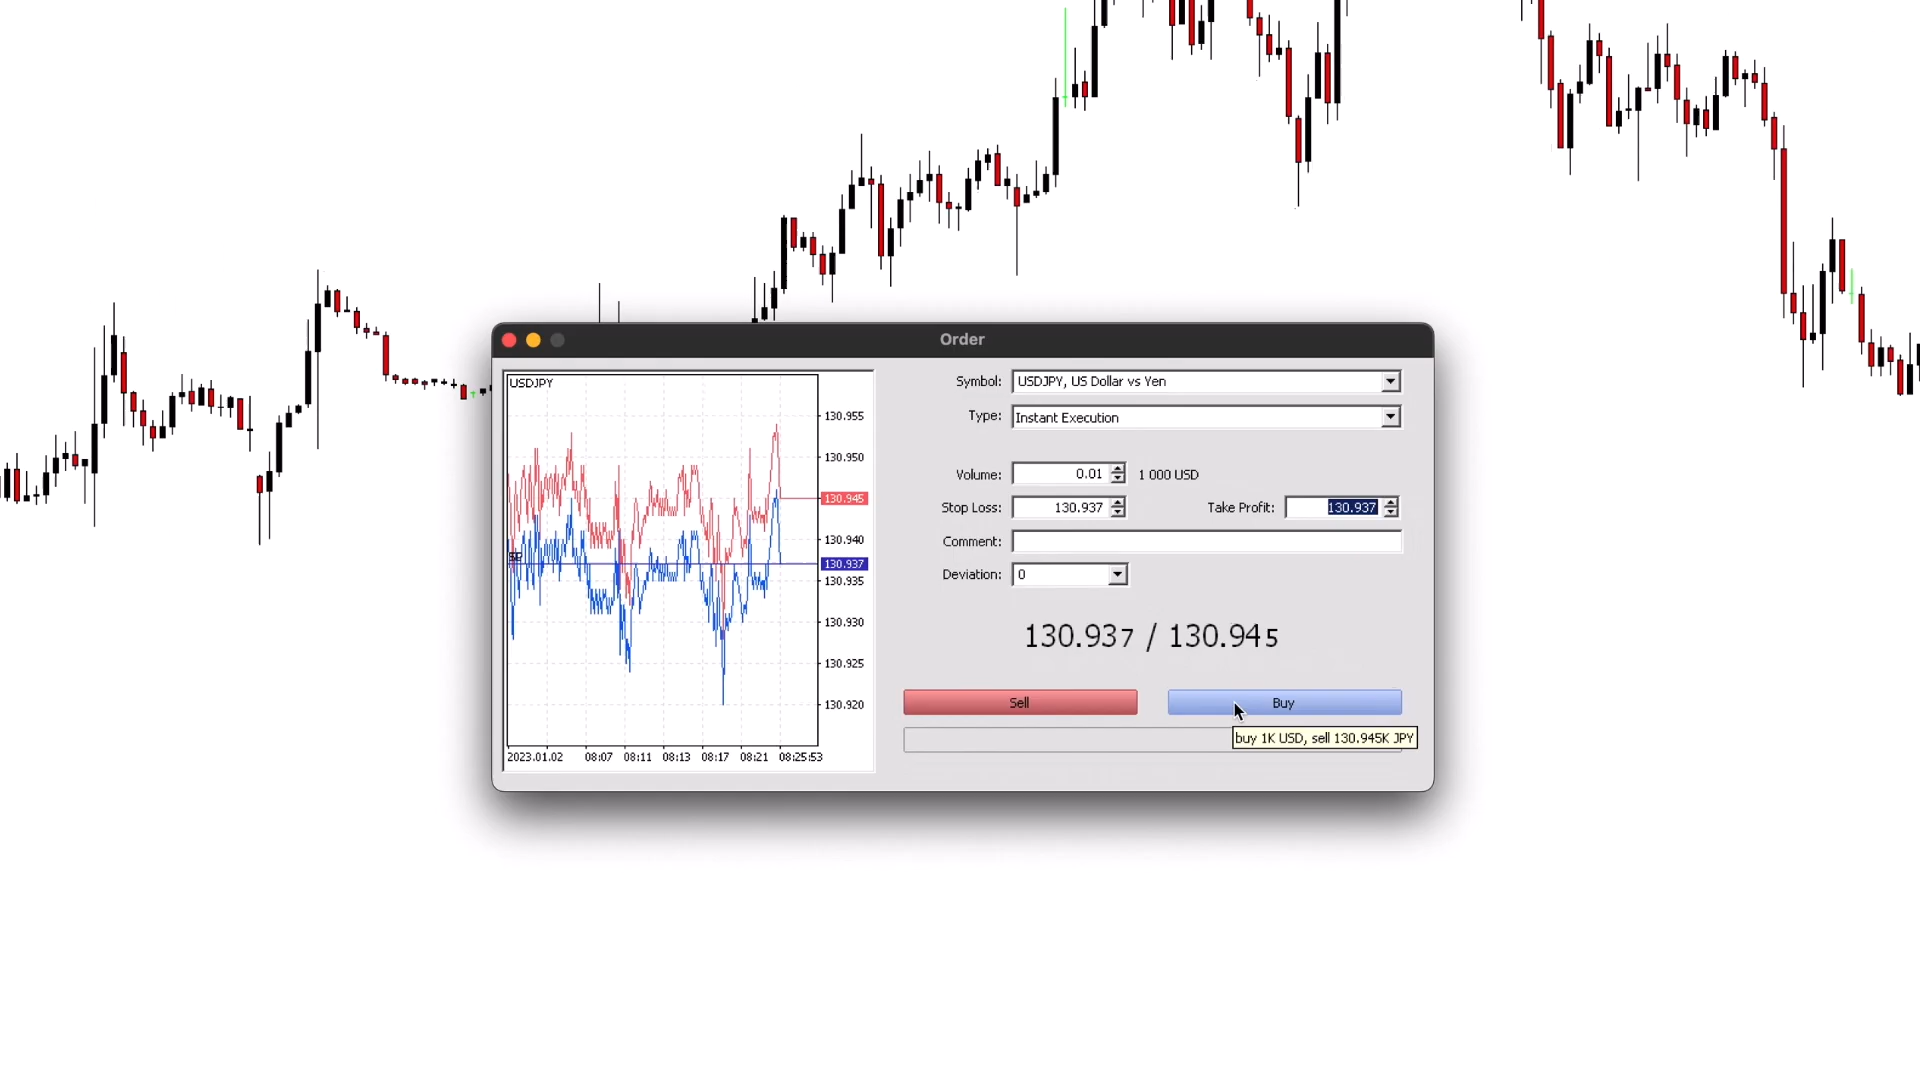 Order
USDJPY
130.955
130.950
130.945
130.940
130.937
130.935
130.930
130.925
130.920
2023.01.02 08:07 08:11 08:13 08:17 08:21 08:25:53
Symbol: USDJPY, US Dollar vs Yen
Type: Instant Execution
Volume: 0.01 1 000 USD
Stop Loss: 130.937 Take Profit: 130.937
Comment:
Deviation: 0
130.937 / 130.945
Sell Buy
buy 1K USD, sell 130.945K JPY